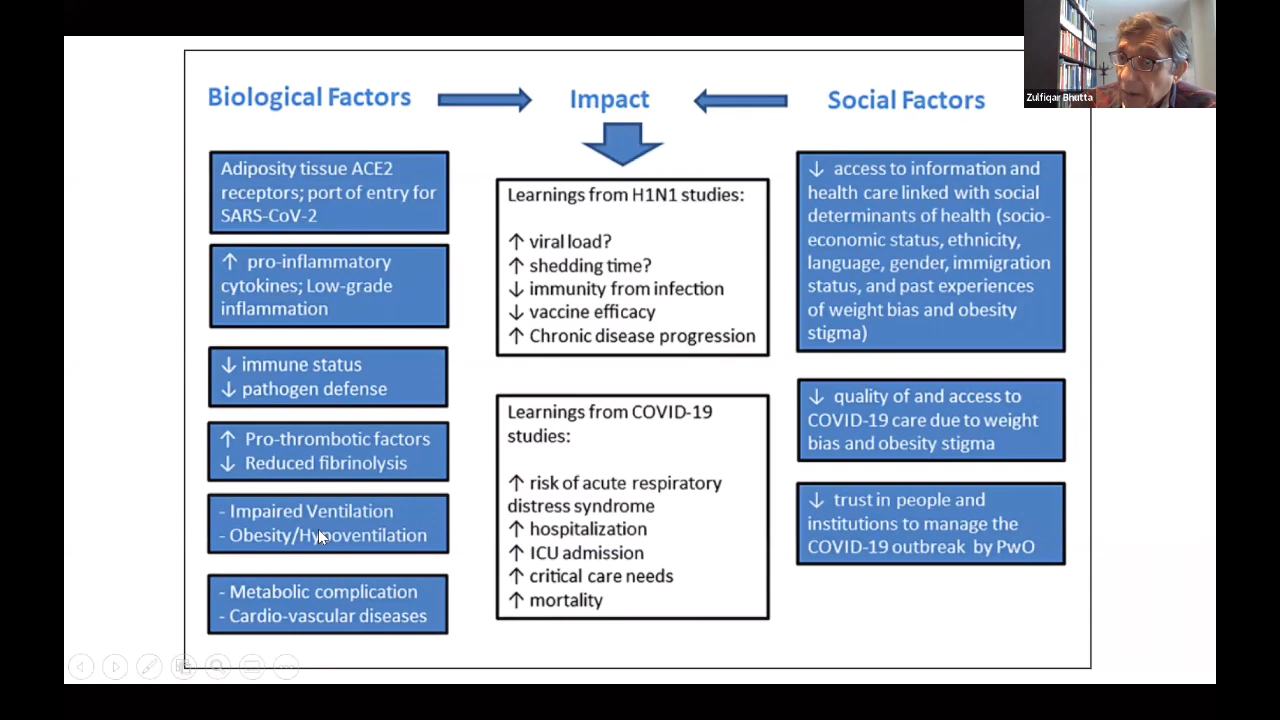 Zulfiqar Bhutta
Biological Factors
Impact
Social Factors
Adiposity tissue ACE2
receptors; port of entry for
SARS-CoV-2
↑ pro-inflammatory
cytokines; Low-grade
inflammation
↓ immune status
↓ pathogen defense
↑ Pro-thrombotic factors
↓ Reduced fibrinolysis
- Impaired Ventilation
- Obesity/Hypoventilation
- Metabolic complication
- Cardio-vascular diseases
Learnings from H1N1 studies:
↑ viral load?
↑ shedding time?
↓ immunity from infection
↓ vaccine efficacy
↑ Chronic disease progression
Learnings from COVID-19
studies:
↑ risk of acute respiratory
distress syndrome
↑ hospitalization
↑ ICU admission
↑ critical care needs
↑ mortality
↓ access to information and
health care linked with social
determinants of health (socio-
economic status, ethnicity,
language, gender, immigration
status, and past experiences
of weight bias and obesity
stigma)
↓ quality of and access to
COVID-19 care due to weight
bias and obesity stigma
↓ trust in people and
institutions to manage the
COVID-19 outbreak by PwO